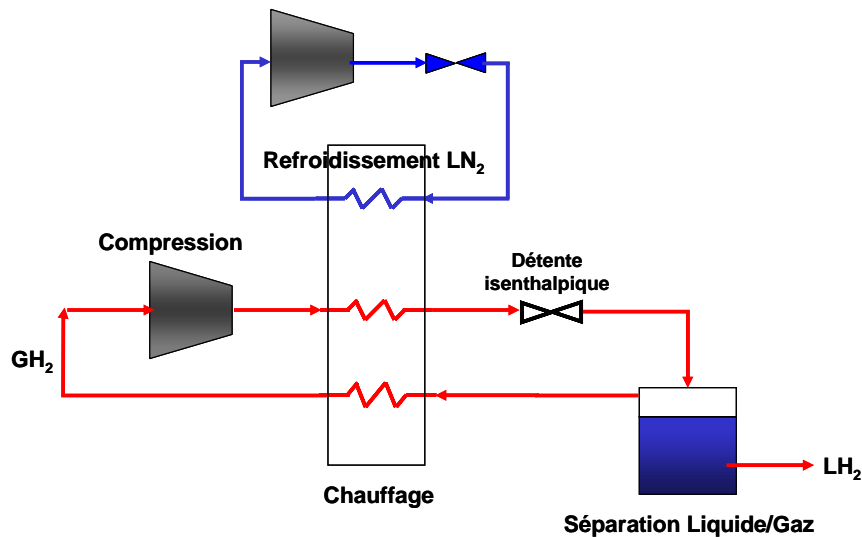 Refroidissement LN₂
Compression
Détente
isenthalpique
GH₂
LH₂
Chauffage
Séparation Liquide/Gaz